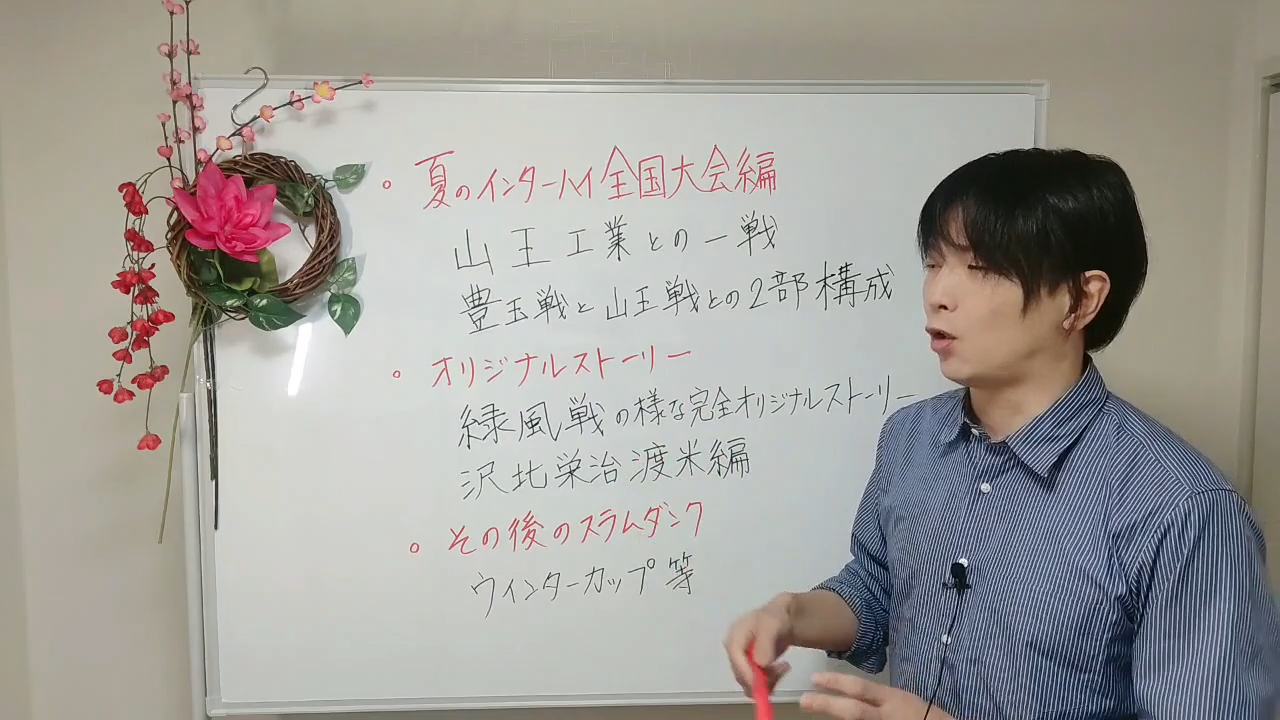 ・夏のインターハイ全国大会編
山王工業との一戦
豊玉戦と山王戦との2部構成
・オリジナルストーリー
緑風戦の様な完全オリジナルストーリー
沢北栄治渡米編
・その後のスラムダンク
ウィンターカップ等